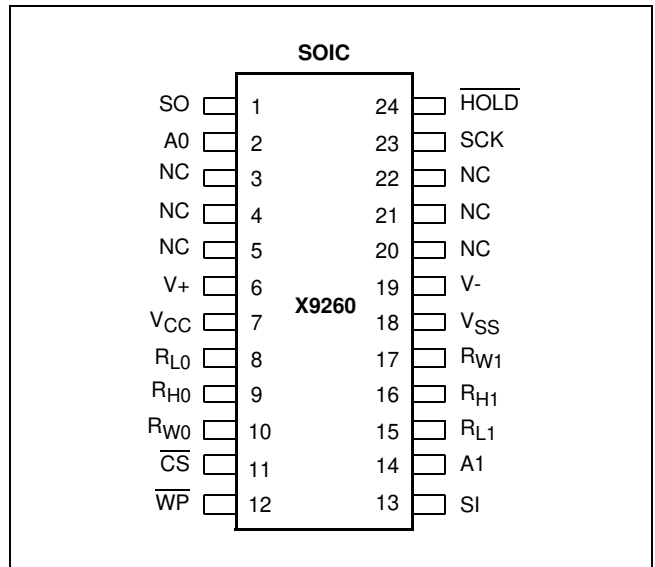 SOIC
SO 1 24 HOLD
A0 2 23 SCK
NC 3 22 NC
NC 4 21 NC
NC 5 20 NC
V+ 6 19 V-
X9260
VCC 7 18 VSS
RL0 8 17 RW1
RH0 9 16 RH1
RW0 10 15 RL1
CS 11 14 A1
WP 12 13 SI